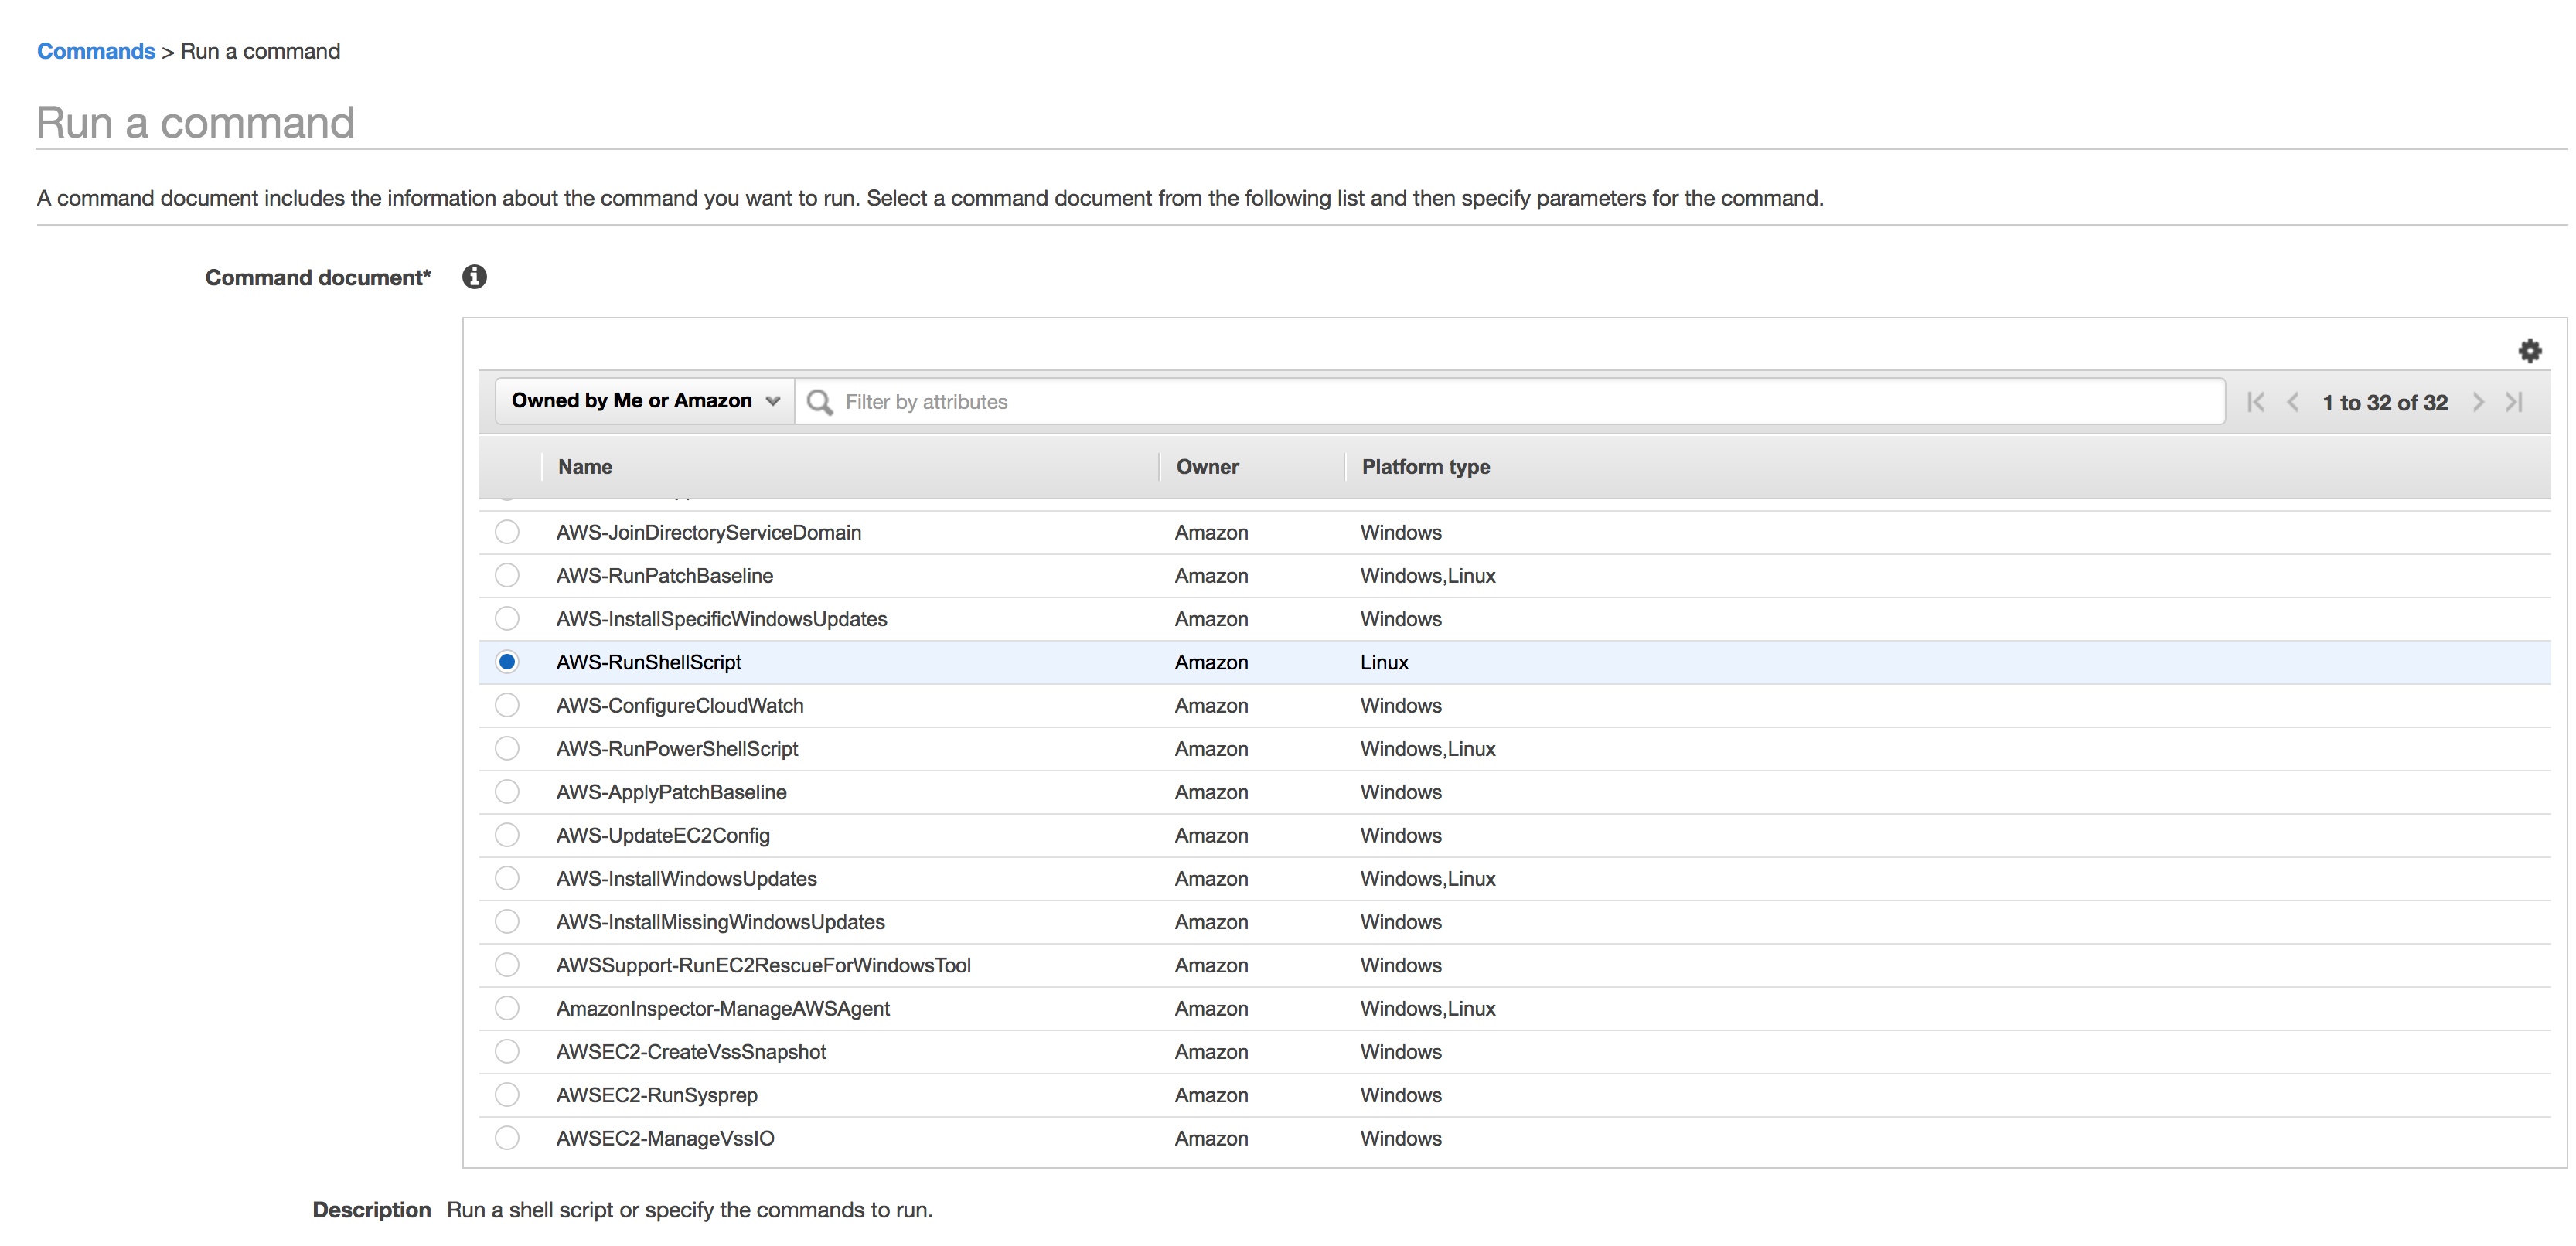 Commands > Run a command
Run a command
A command document includes the information about the command you want to run. Select a command document from the following list and then specify parameters for the command.
Command document*
Owned by Me or Amazon Filter by attributes 1 to 32 of 32
Name Owner Platform type
AWS-JoinDirectoryServiceDomain Amazon Windows
AWS-RunPatchBaseline Amazon Windows,Linux
AWS-InstallSpecificWindowsUpdates Amazon Windows
AWS-RunShellScript Amazon Linux
AWS-ConfigureCloudWatch Amazon Windows
AWS-RunPowerShellScript Amazon Windows,Linux
AWS-ApplyPatchBaseline Amazon Windows
AWS-UpdateEC2Config Amazon Windows
AWS-InstallWindowsUpdates Amazon Windows,Linux
AWS-InstallMissingWindowsUpdates Amazon Windows
AWSSupport-RunEC2RescueForWindowsTool Amazon Windows
AmazonInspector-ManageAWSAgent Amazon Windows,Linux
AWSEC2-CreateVssSnapshot Amazon Windows
AWSEC2-RunSysprep Amazon Windows
AWSEC2-ManageVssIO Amazon Windows
Description Run a shell script or specify the commands to run.